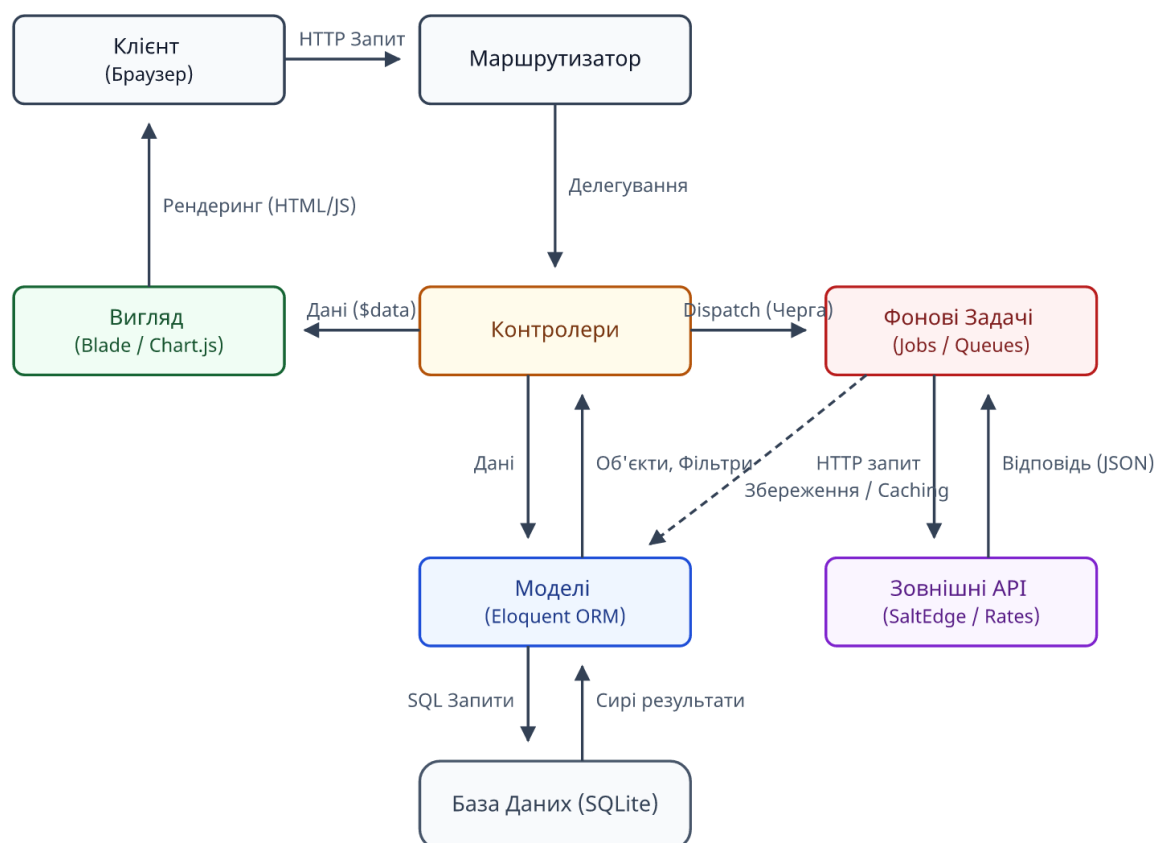 Клієнт
(Браузер)
HTTP Запит
Маршрутизатор
Делегування
Рендеринг (HTML/JS)
Вигляд
(Blade / Chart.js)
Дані ($data)
Контролери
Dispatch (Черга)
Фонові Задачі
(Jobs / Queues)
Дані
Об'єкти, Фільтри
HTTP запит
Відповідь (JSON)
Збереження / Caching
Моделі
(Eloquent ORM)
Зовнішні API
(SaltEdge / Rates)
SQL Запити
Сирі результати
База Даних (SQLite)